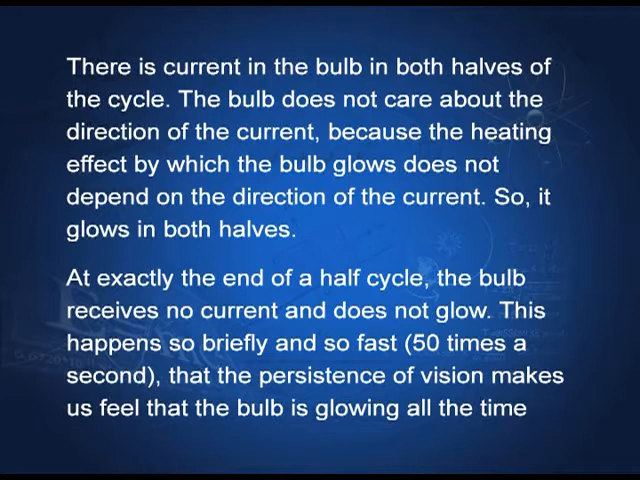 There is current in the bulb in both halves of
the cycle. The bulb does not care about the
direction of the current, because the heating
effect by which the bulb glows does not
depend on the direction of the current. So, it
glows in both halves.
At exactly the end of a half cycle, the bulb
receives no current and does not glow. This
happens so briefly and so fast (50 times a
second), that the persistence of vision makes
us feel that the bulb is glowing all the time